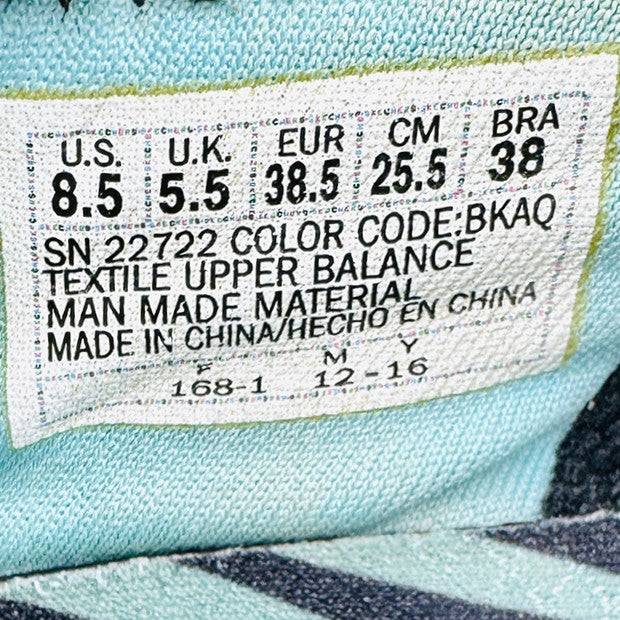 U.S. U.K. EUR CM BRA
8.5 5.5 38.5 25.5 38
SN 22722 COLOR CODE:BKAQ
TEXTILE UPPER BALANCE
MAN MADE MATERIAL
MADE IN CHINA/HECHO EN CHINA
F M Y
168-1 12-16